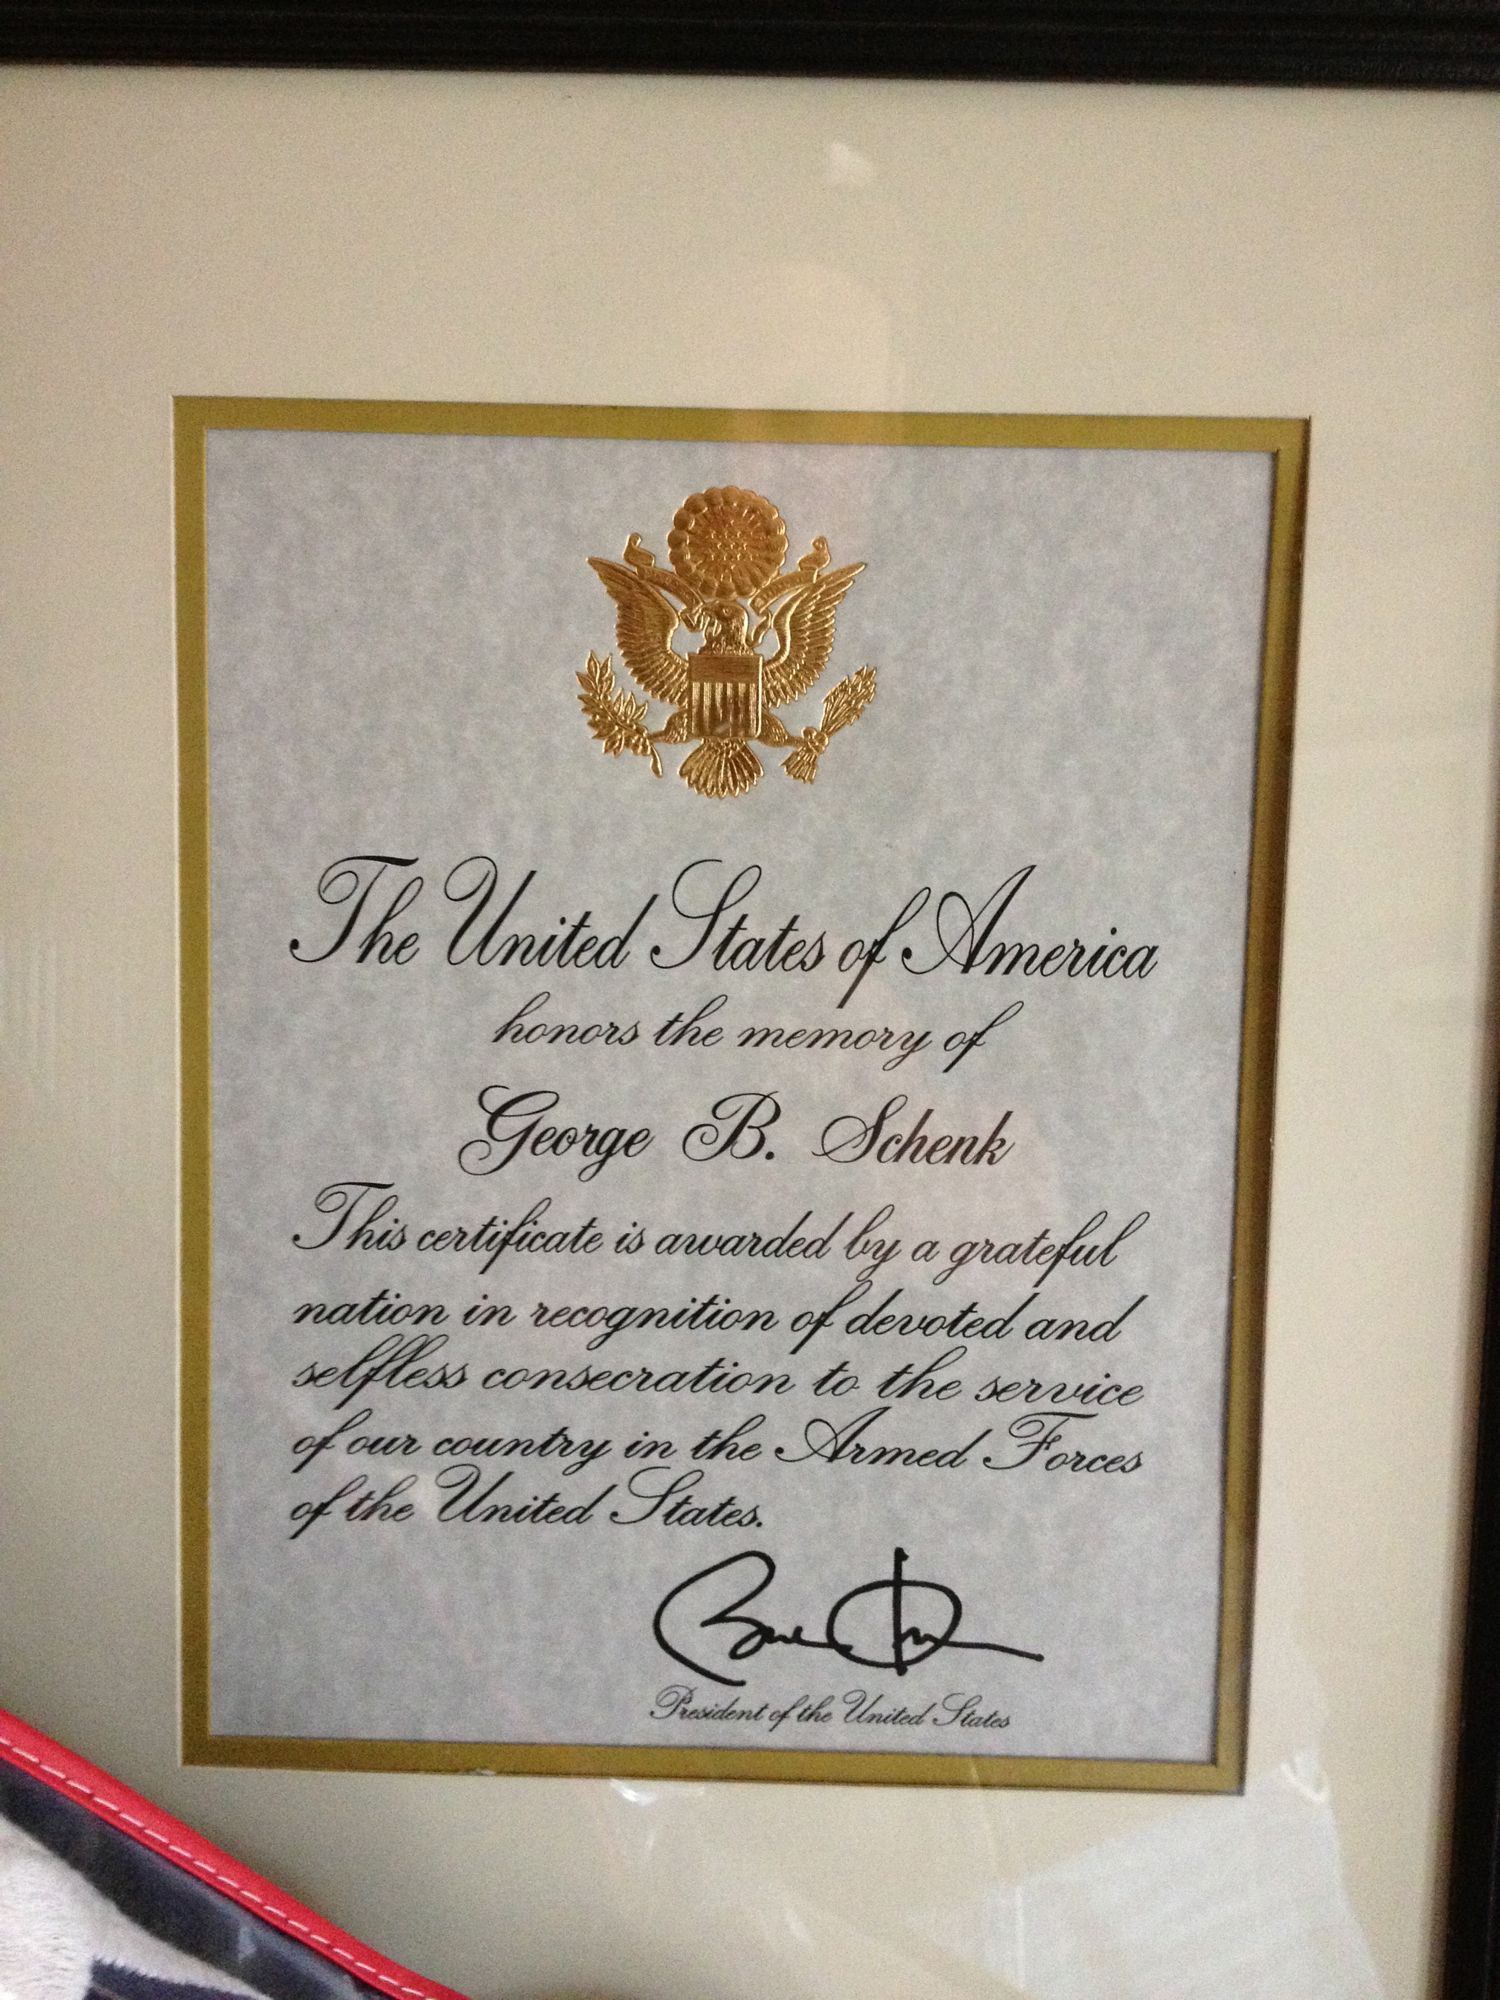 The United States of America
honors the memory of
George B. Schenk
This certificate is awarded by a grateful
nation in recognition of devoted and
selfless consecration to the service
of our country in the Armed Forces
of the United States.
President of the United States